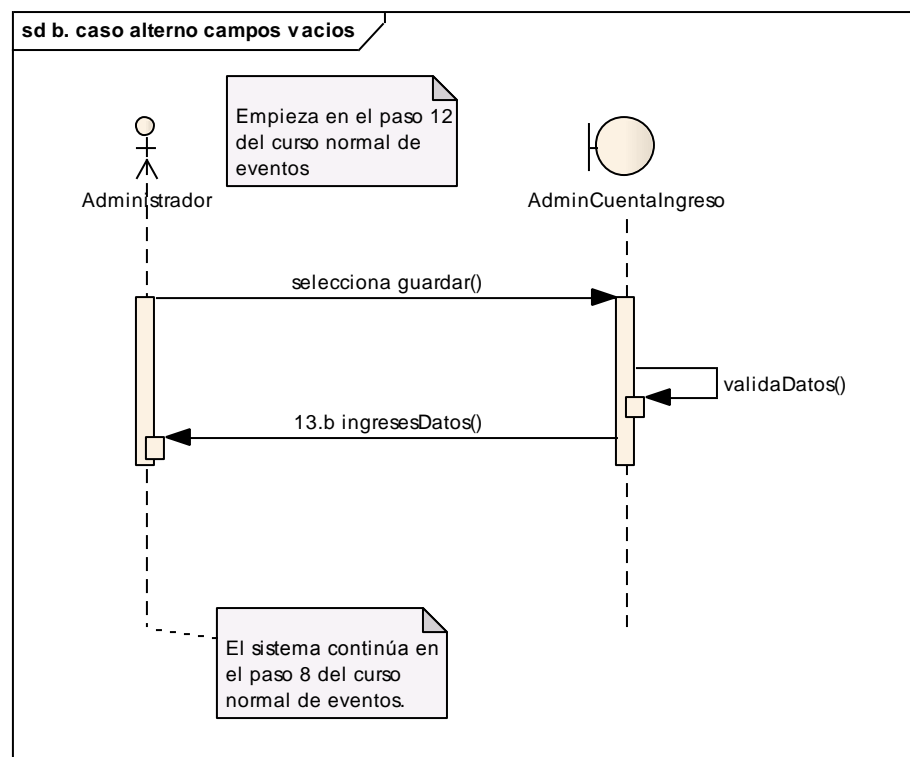 sd b. caso alterno campos vacios
Empieza en el paso 12
del curso normal de
eventos
Administrador
AdminCuentaIngreso
selecciona guardar()
validaDatos()
13.b ingresesDatos()
El sistema continúa en
el paso 8 del curso
normal de eventos.